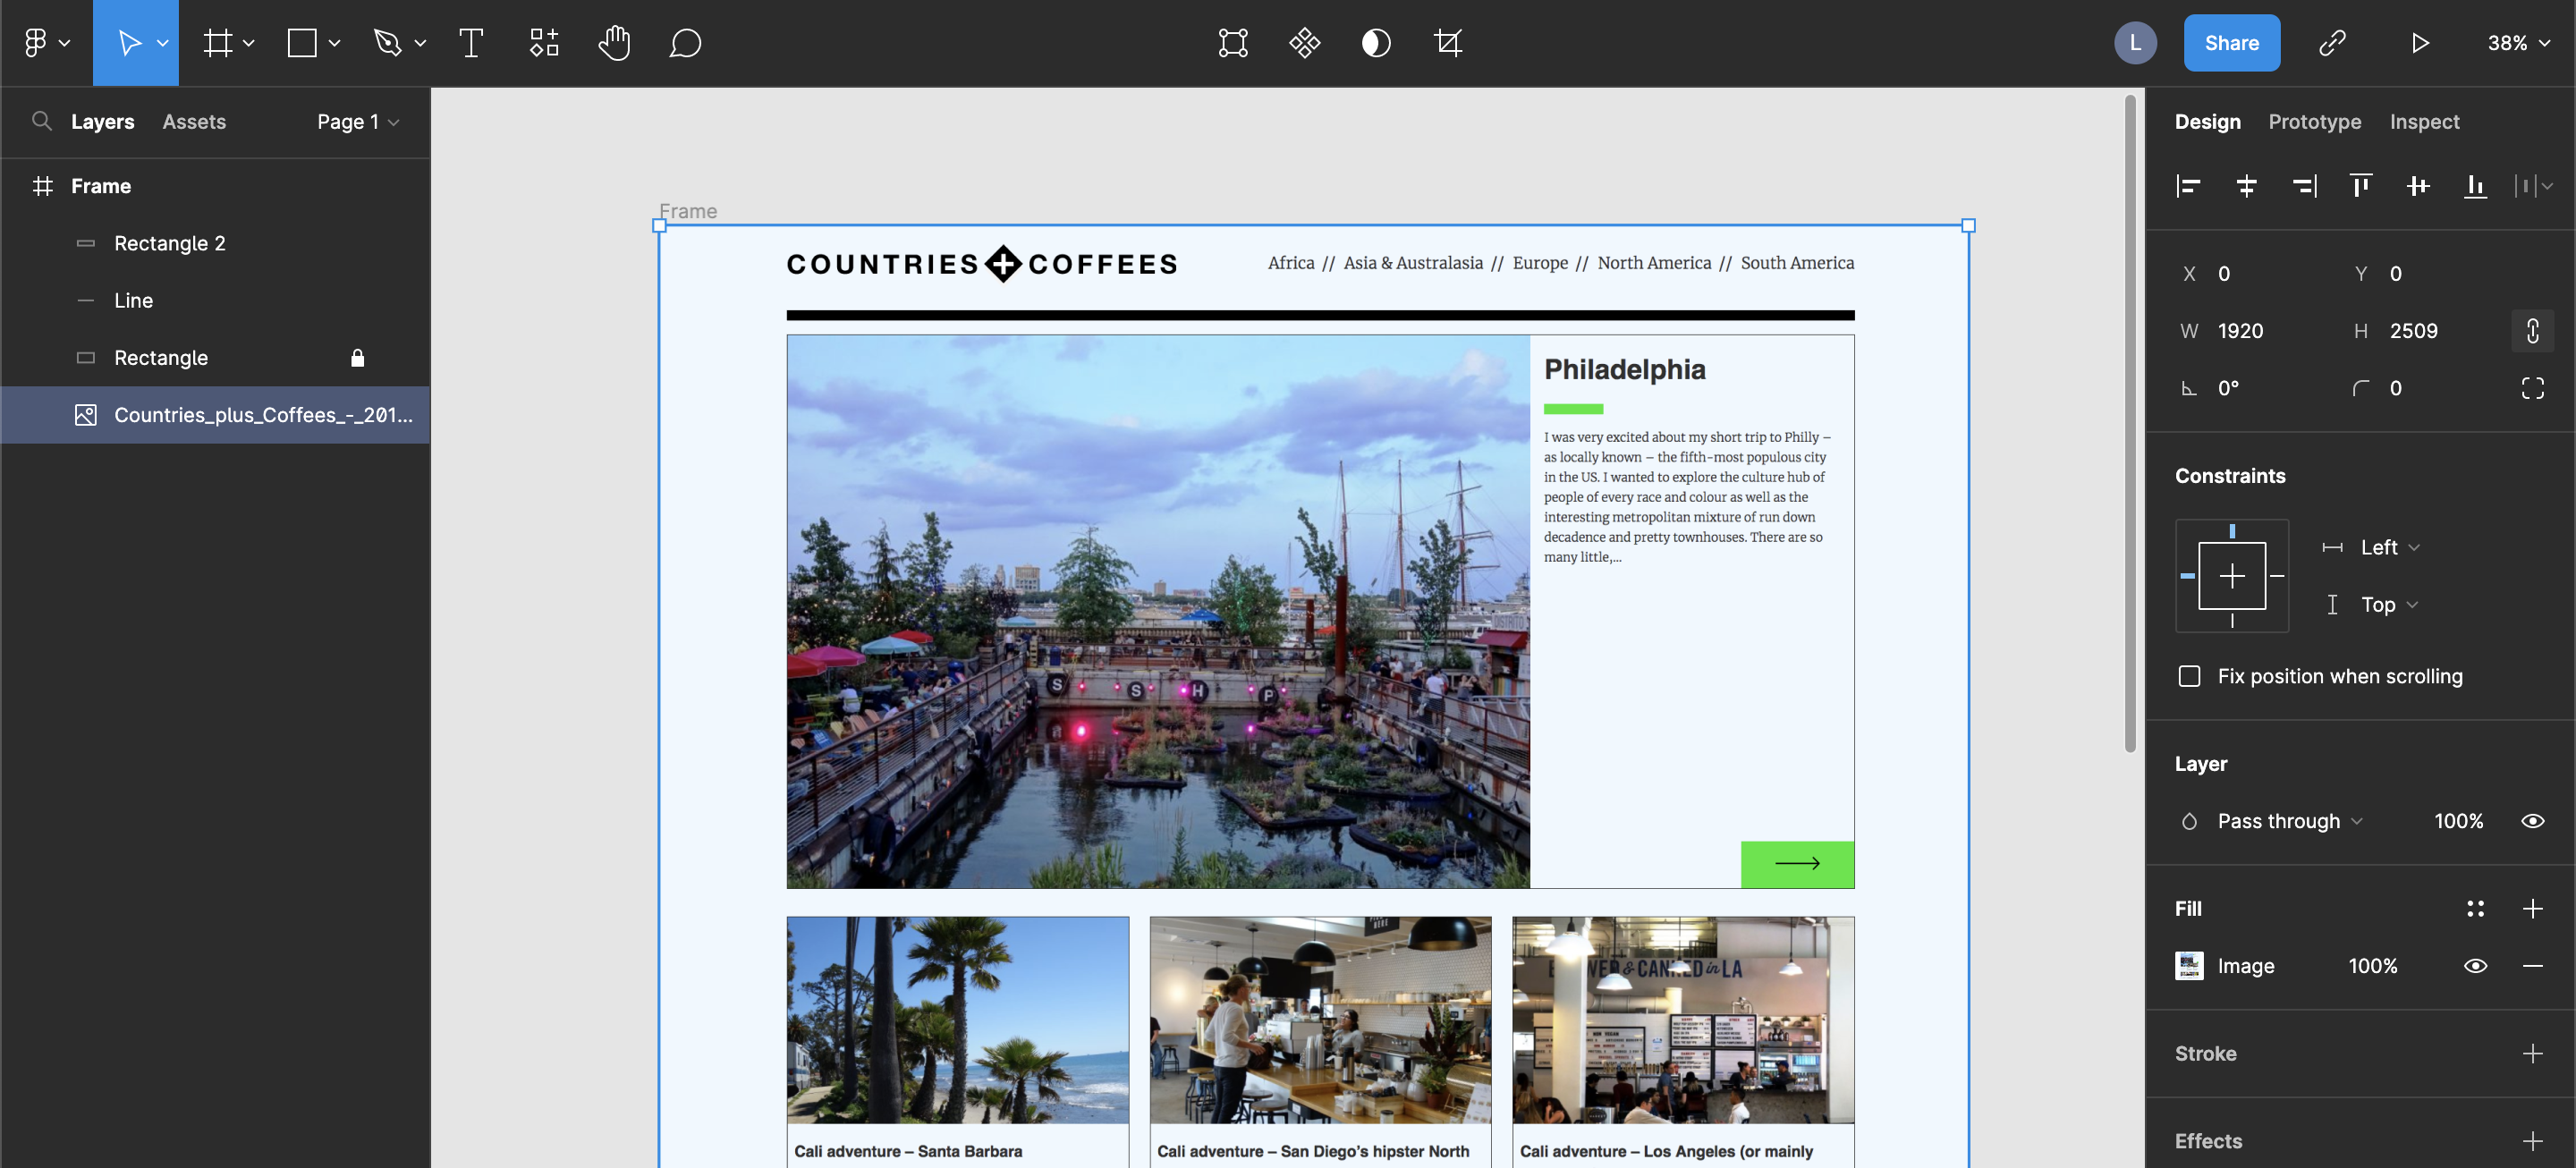 L
Share
38%
Layers
Assets
Page 1
Design
Prototype
Inspect
Frame
Rectangle 2
Line
Rectangle
Countries_plus_Coffees_-_201...
Frame
COUNTRIES COFFEES
Africa // Asia & Australasia // Europe // North America // South America
Philadelphia
I was very excited about my short trip to Philly –
as locally known – the fifth-most populous city
in the US. I wanted to explore the culture hub of
people of every race and colour as well as the
interesting metropolitan mixture of run down
decadence and pretty townhouses. There are so
many little,...
S S H P
Cali adventure – Santa Barbara
Cali adventure – San Diego's hipster North
Cali adventure – Los Angeles (or mainly
X 0 Y 0
W 1920 H 2509
0° 0
Constraints
Left
Top
Fix position when scrolling
Layer
Pass through 100%
Fill
Image 100%
Stroke
Effects